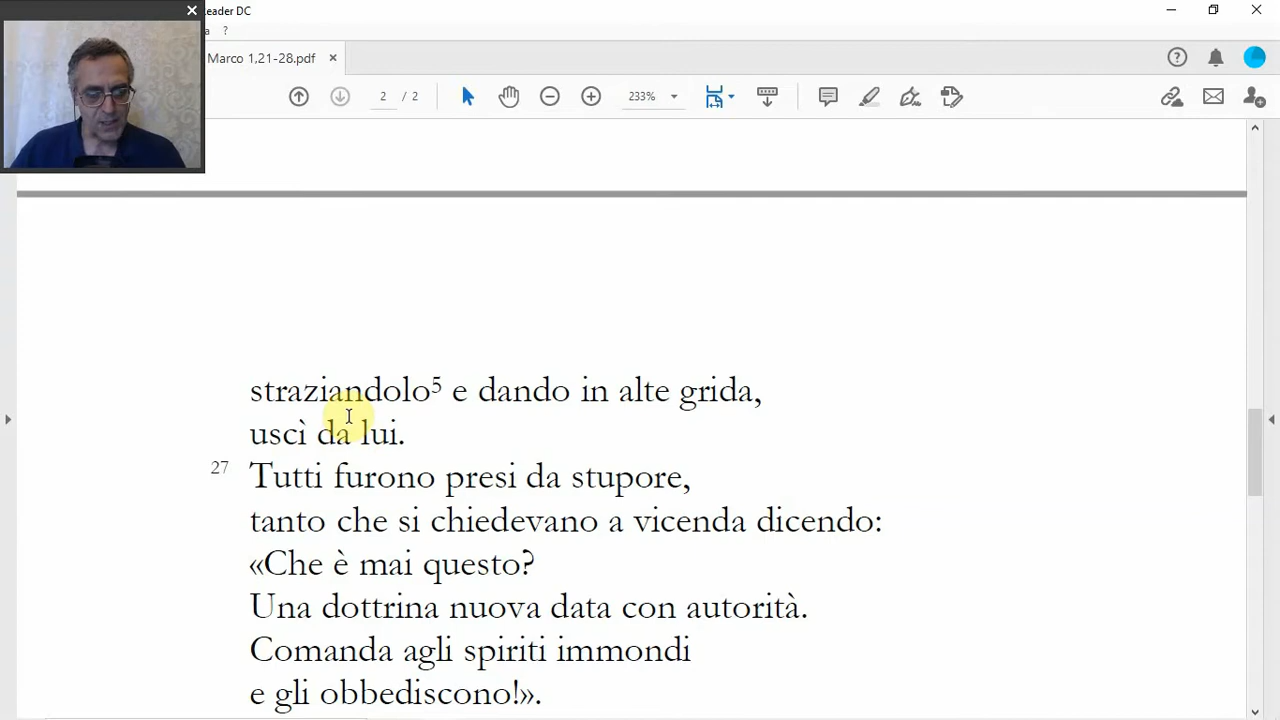 eader DC
a ?
Marco 1,21-28.pdf
2 / 2
233%
straziandolo⁵ e dando in alte grida,
uscì da lui.
27 Tutti furono presi da stupore,
tanto che si chiedevano a vicenda dicendo:
«Che è mai questo?
Una dottrina nuova data con autorità.
Comanda agli spiriti immondi
e gli obbediscono!».